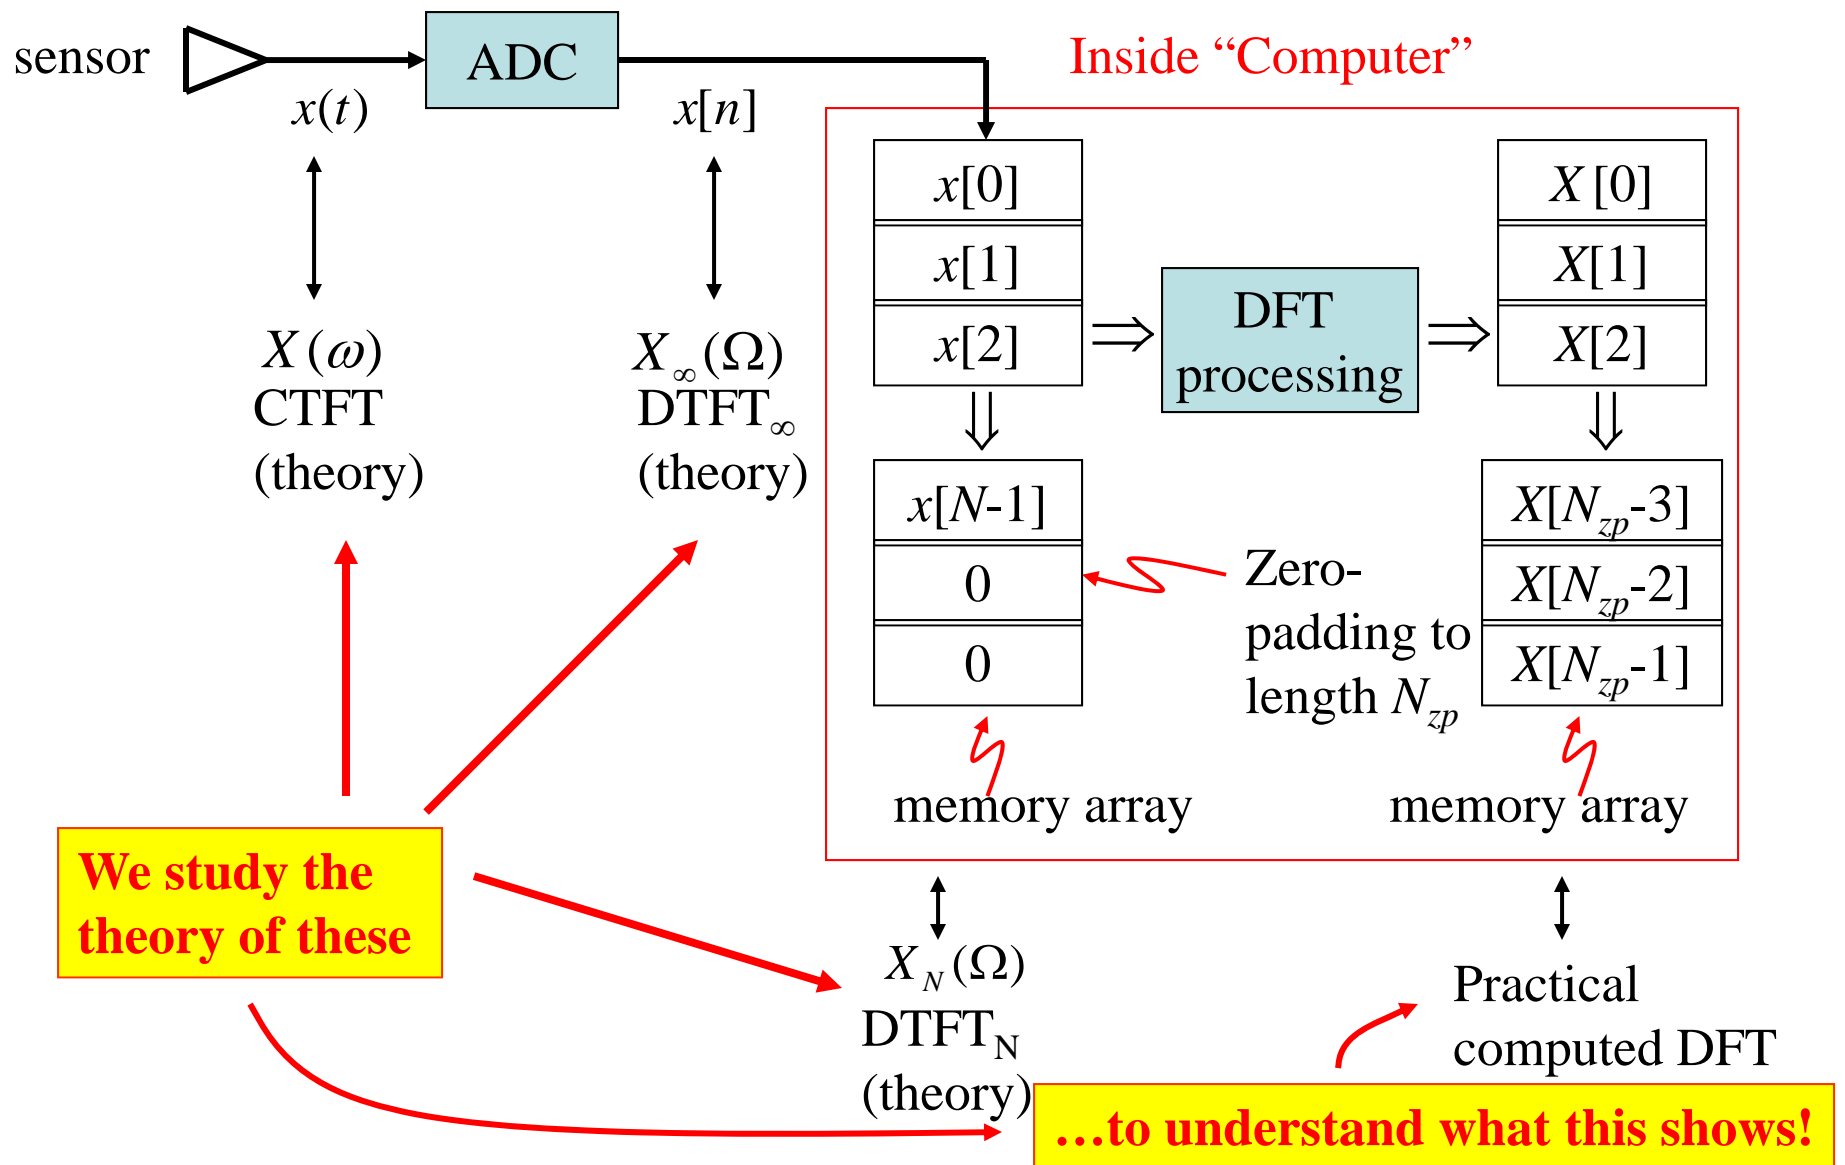 sensor
ADC
Inside “Computer”
x(t)
x[n]
x[0]
x[1]
x[2]
DFT
processing
X [0]
X[1]
X[2]
X (ω)
CTFT
(theory)
X∞(Ω)
DTFT∞
(theory)
x[N-1]
0
0
Zero-
padding to
length Nzp
X[Nzp-3]
X[Nzp-2]
X[Nzp-1]
memory array
memory array
We study the
theory of these
XN(Ω)
DTFTN
(theory)
Practical
computed DFT
…to understand what this shows!